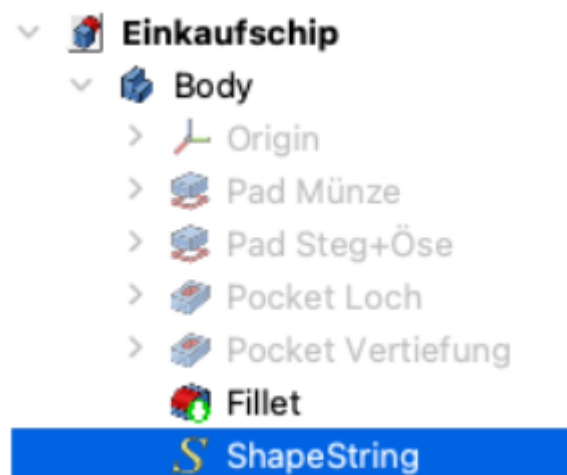 Einkaufschip
Body
Origin
Pad Münze
Pad Steg+Öse
Pocket Loch
Pocket Vertiefung
Fillet
ShapeString